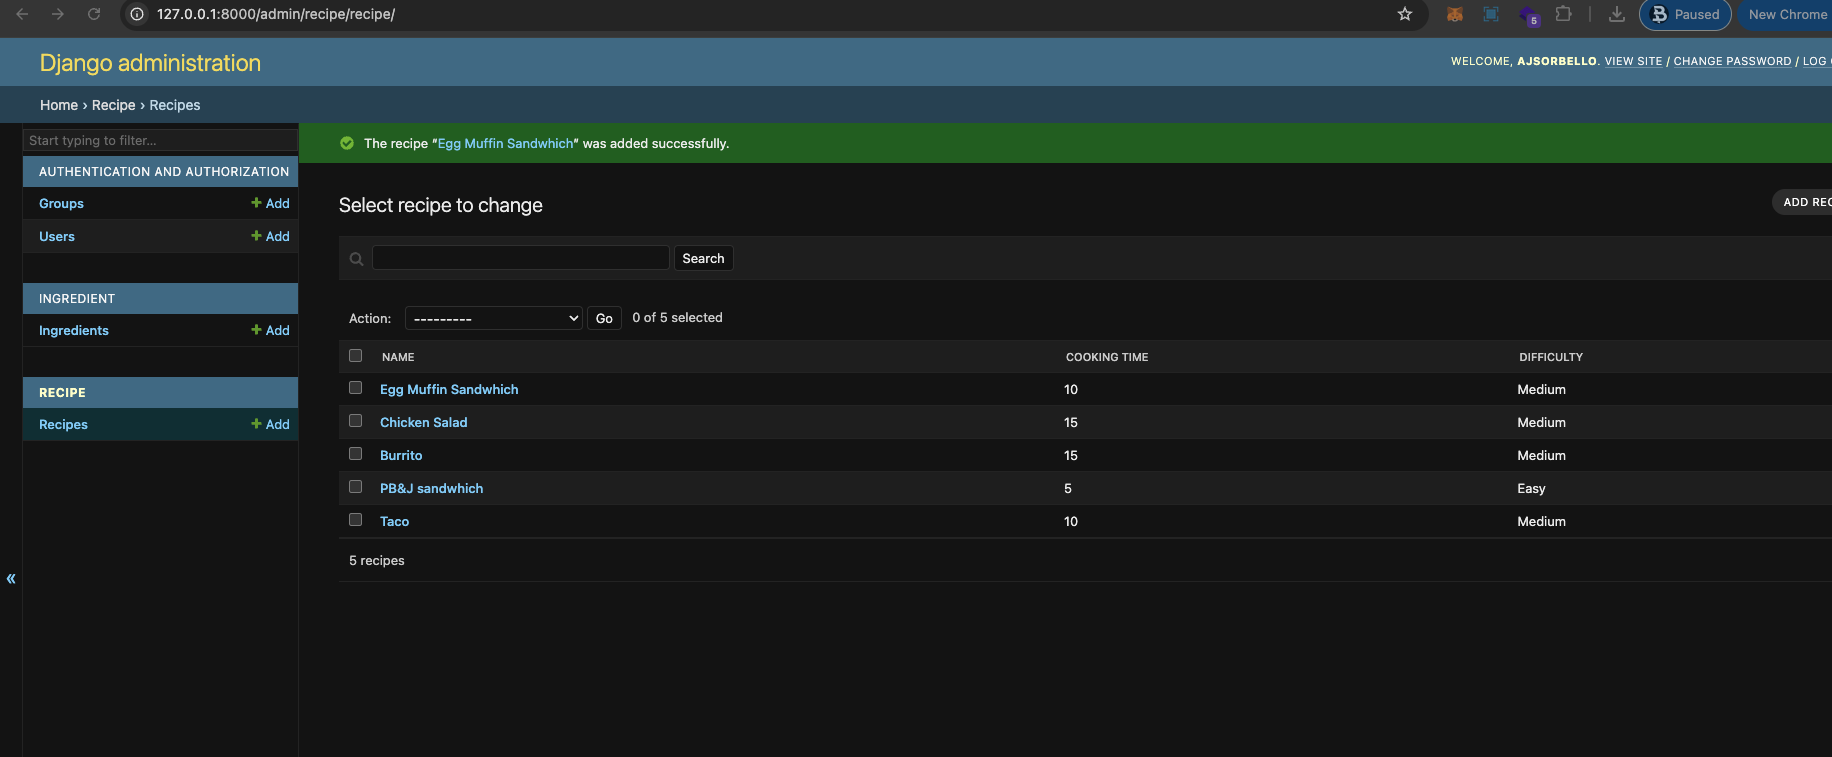 127.0.0.1:8000/admin/recipe/recipe/
5
Paused
New Chrome
Django administration
WELCOME, AJSORBELLO. VIEW SITE / CHANGE PASSWORD / LOG
Home › Recipe › Recipes
Start typing to filter...
The recipe “Egg Muffin Sandwhich” was added successfully.
AUTHENTICATION AND AUTHORIZATION
Groups + Add
Users + Add
INGREDIENT
Ingredients + Add
RECIPE
Recipes + Add
«
Select recipe to change
ADD REC
Search
Action: --------- Go 0 of 5 selected
NAME COOKING TIME DIFFICULTY
Egg Muffin Sandwhich 10 Medium
Chicken Salad 15 Medium
Burrito 15 Medium
PB&J sandwhich 5 Easy
Taco 10 Medium
5 recipes